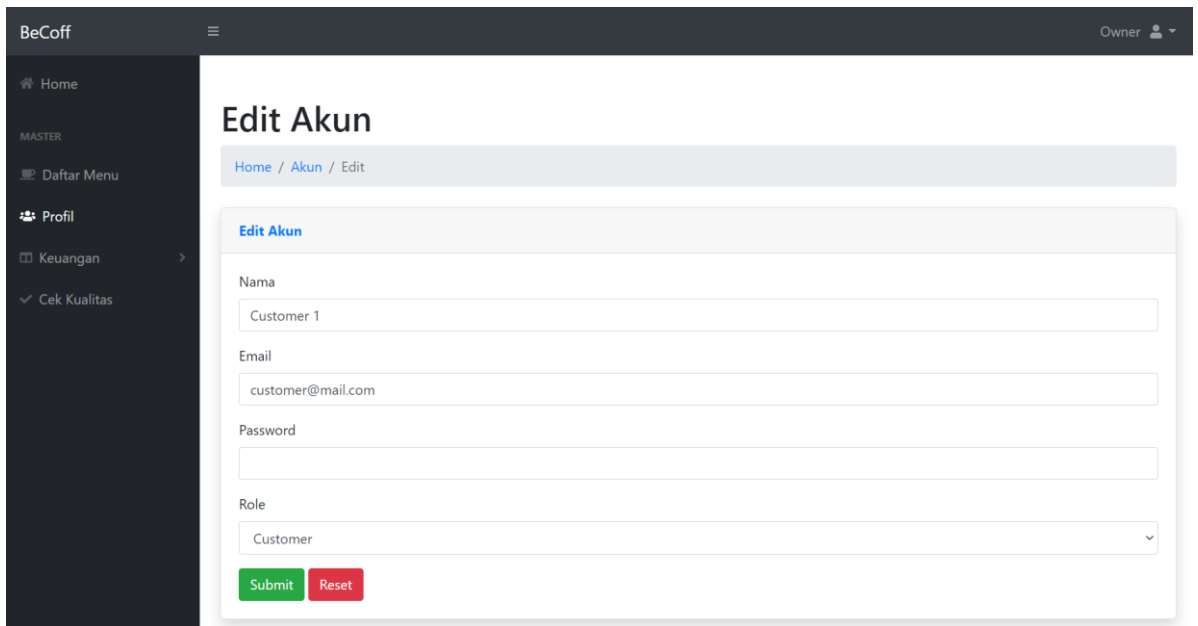 BeCoff
Owner
Home
MASTER
Daftar Menu
Profil
Keuangan
Cek Kualitas
Edit Akun
Home / Akun / Edit
Edit Akun
Nama
Customer 1
Email
customer@mail.com
Password
Role
Customer
Submit Reset